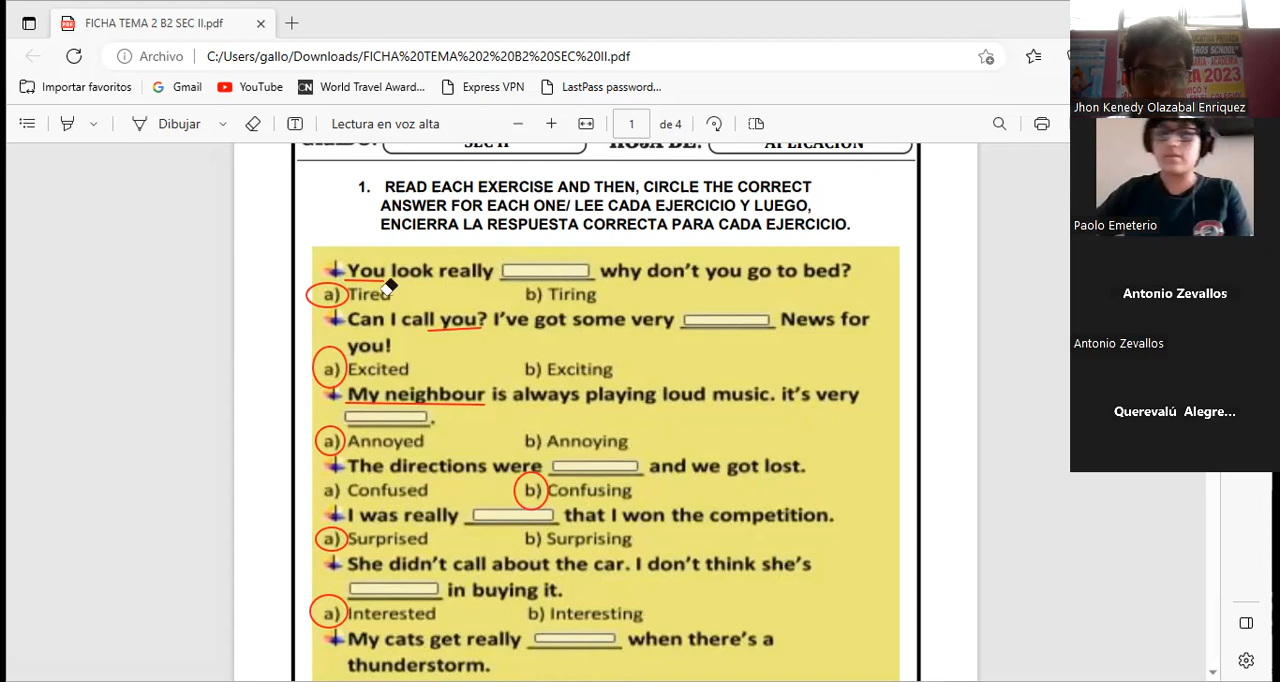 FICHA TEMA 2 B2 SEC II.pdf
Archivo C:/Users/gallo/Downloads/FICHA%20TEMA%202%20B2%20SEC%20II.pdf
Importar favoritos Gmail YouTube World Travel Award... Express VPN LastPass password...
Dibujar Lectura en voz alta 1 de 4
SEC II HOJA DE: APLICACIÓN
1. READ EACH EXERCISE AND THEN, CIRCLE THE CORRECT
ANSWER FOR EACH ONE/ LEE CADA EJERCICIO Y LUEGO,
ENCIERRA LA RESPUESTA CORRECTA PARA CADA EJERCICIO.
You look really why don't you go to bed?
a) Tired b) Tiring
Can I call you? I've got some very News for
you!
a) Excited b) Exciting
My neighbour is always playing loud music. it's very
.
a) Annoyed b) Annoying
The directions were and we got lost.
a) Confused b) Confusing
I was really that I won the competition.
a) Surprised b) Surprising
She didn't call about the car. I don't think she's
in buying it.
a) Interested b) Interesting
My cats get really when there's a
thunderstorm.
2023
Jhon Kenedy Olazabal Enriquez
Paolo Emeterio
Antonio Zevallos
Antonio Zevallos
Querevalú Alegre...